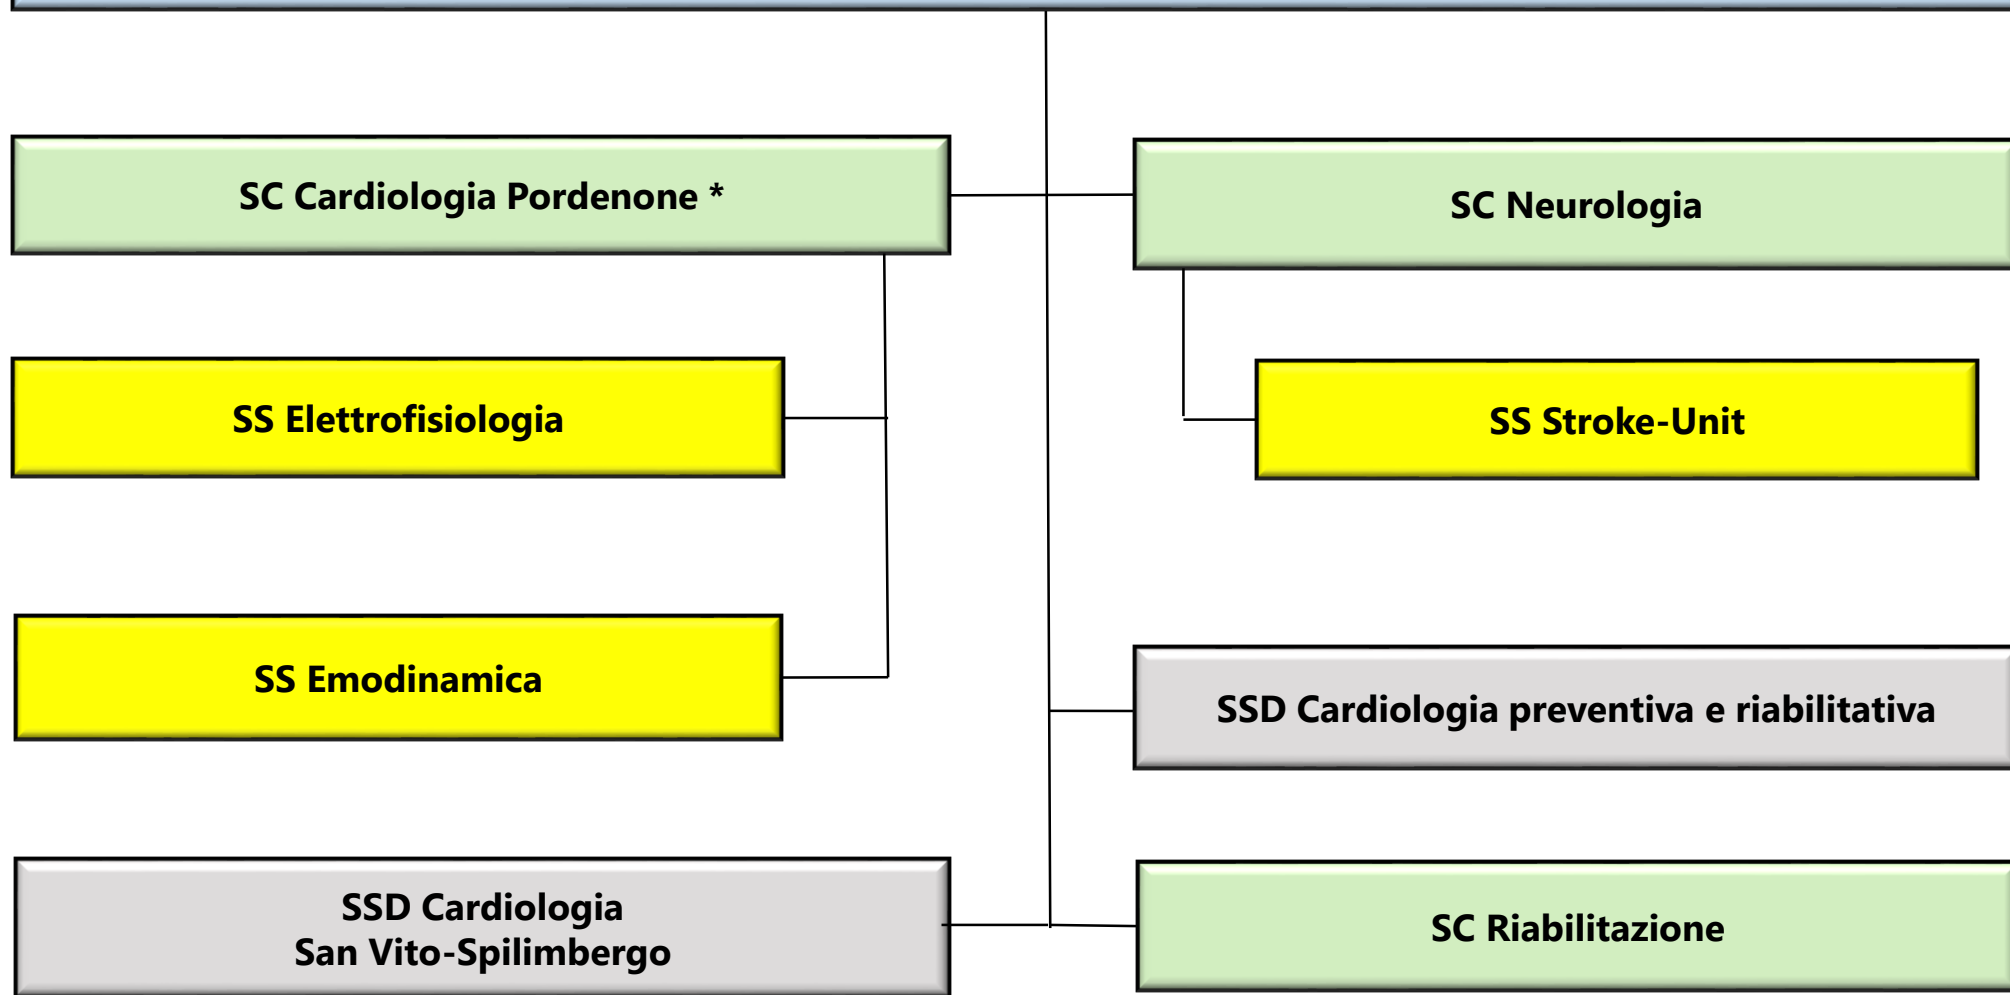 SC Cardiologia Pordenone *
SC Neurologia
SS Elettrofisiologia
SS Stroke-Unit
SS Emodinamica
SSD Cardiologia preventiva e riabilitativa
SSD Cardiologia
San Vito-Spilimbergo
SC Riabilitazione